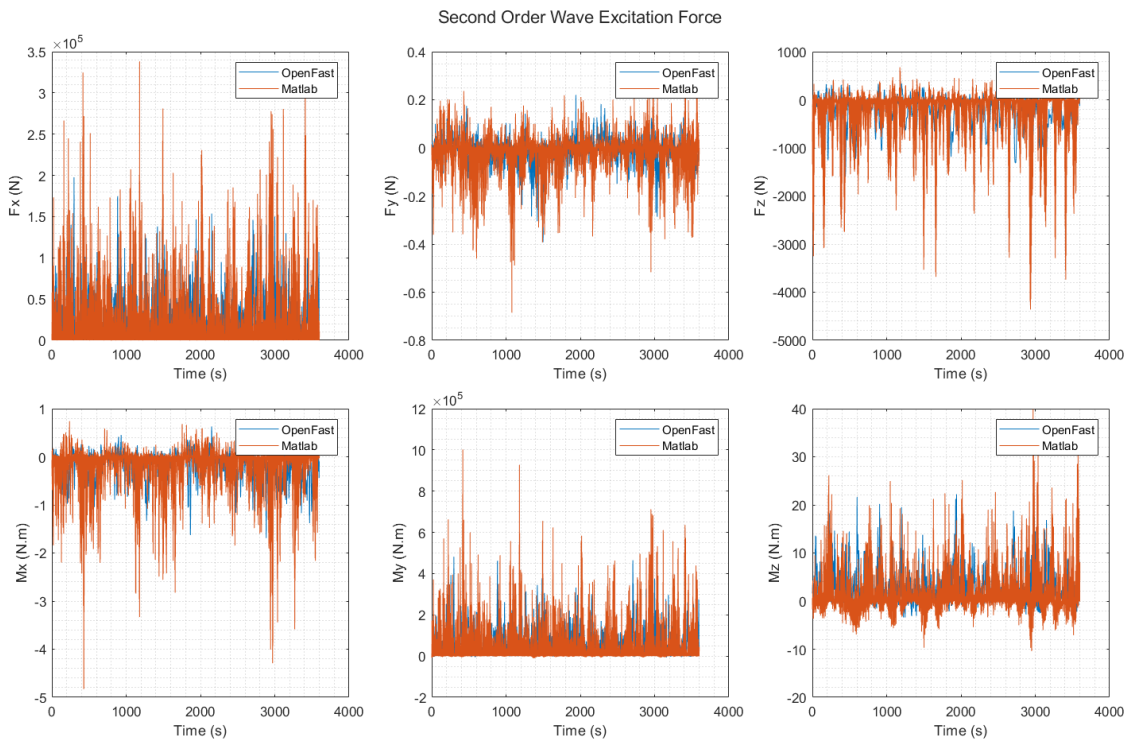 Second Order Wave Excitation Force
×10⁵
3.5
3
2.5
2
1.5
1
0.5
0
Fx (N)
0 1000 2000 3000 4000
Time (s)
OpenFast
Matlab
0.4
0.2
0
-0.2
-0.4
-0.6
-0.8
Fy (N)
0 1000 2000 3000 4000
Time (s)
OpenFast
Matlab
1000
0
-1000
-2000
-3000
-4000
-5000
Fz (N)
0 1000 2000 3000 4000
Time (s)
OpenFast
Matlab
1
0
-1
-2
-3
-4
-5
Mx (N.m)
0 1000 2000 3000 4000
Time (s)
OpenFast
Matlab
×10⁵
12
10
8
6
4
2
0
-2
My (N.m)
0 1000 2000 3000 4000
Time (s)
OpenFast
Matlab
40
30
20
10
0
-10
-20
Mz (N.m)
0 1000 2000 3000 4000
Time (s)
OpenFast
Matlab